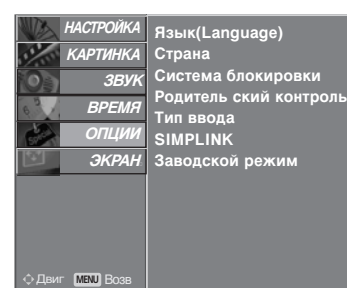 НАСТРОЙКА
КАРТИНКА
ЗВУК
ВРЕМЯ
ОПЦИИ
ЭКРАН
Язык(Language)
Страна
Система блокировки
Родитель ский контроль
Тип ввода
SIMPLINK
Заводской режим
Двиг MENU Возв